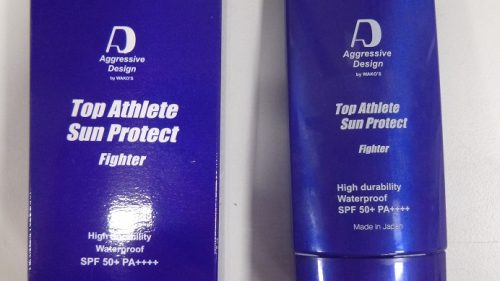 Aggressive
Design
by WAKO'S
Top Athlete
Sun Protect
Fighter
High durability
Waterproof
SPF 50+ PA++++
Aggressive
Design
by WAKO'S
Top Athlete
Sun Protect
Fighter
High durability
Waterproof
SPF 50+ PA++++
Made in Japan